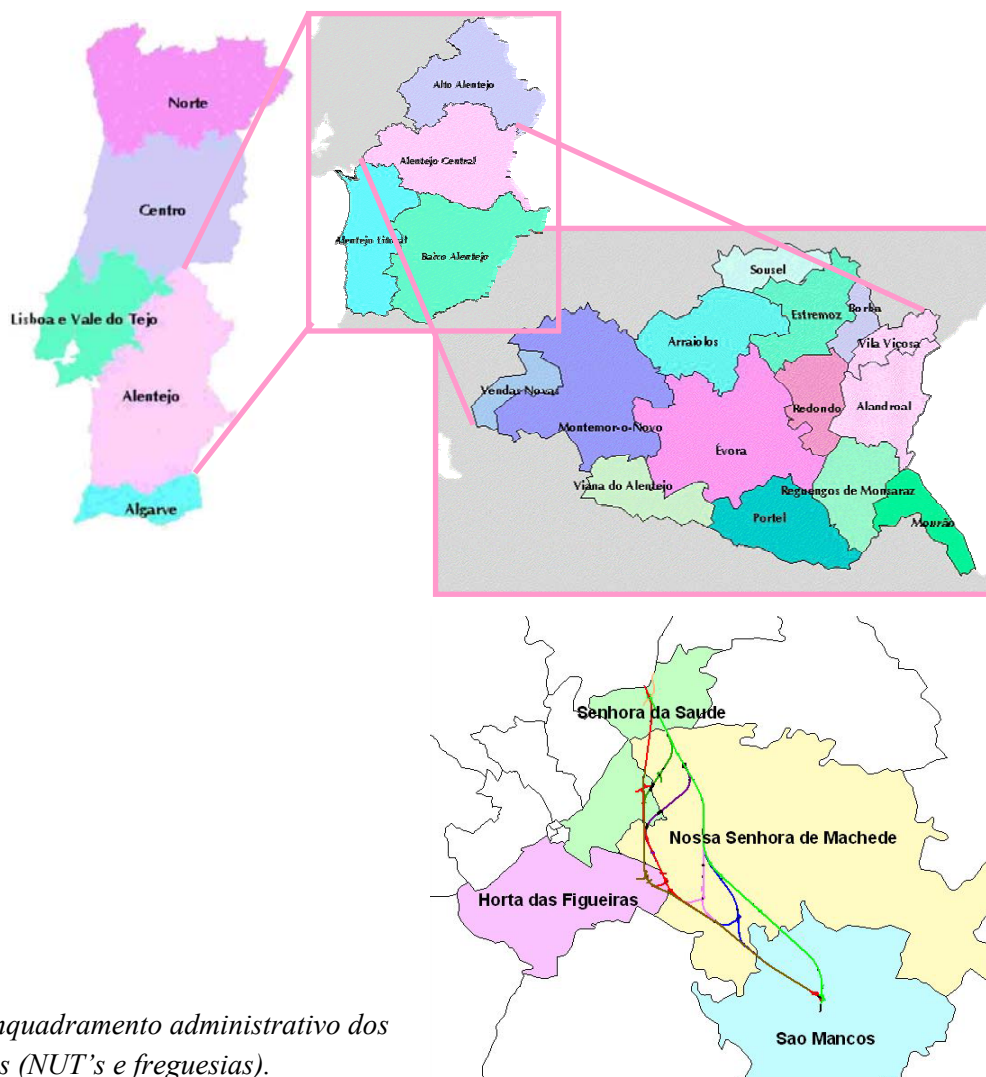 Norte
Centro
Lisboa e Vale do Tejo
Alentejo
Algarve
Alto Alentejo
Alentejo Central
Alentejo Litoral
Baixo Alentejo
Sousel
Estremoz
Borba
Arraiolos
Vila Viçosa
Vendas Novas
Redondo
Alandroal
Montemor-o-Novo
Évora
Viana do Alentejo
Reguengos de Monsaraz
Portel
Mourão
Senhora da Saude
Nossa Senhora de Machede
Horta das Figueiras
Sao Mancos
nquadramento administrativo dos
s (NUT's e freguesias).